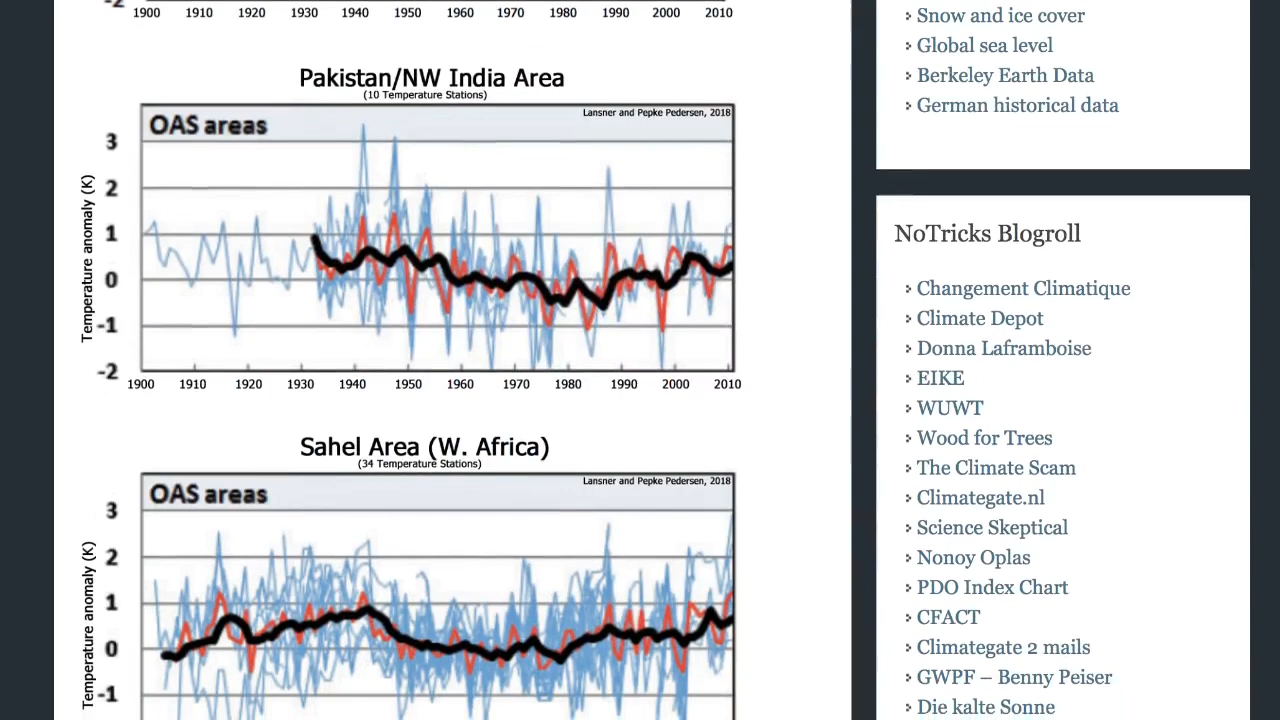 -2
1900 1910 1920 1930 1940 1950 1960 1970 1980 1990 2000 2010
Pakistan/NW India Area
(10 Temperature Stations)
OAS areas
Lansner and Pepke Pedersen, 2018
Temperature anomaly (K)
3
2
1
0
-1
-2
1900 1910 1920 1930 1940 1950 1960 1970 1980 1990 2000 2010
Sahel Area (W. Africa)
(34 Temperature Stations)
OAS areas
Lansner and Pepke Pedersen, 2018
Temperature anomaly (K)
3
2
1
0
-1
Snow and ice cover
Global sea level
Berkeley Earth Data
German historical data
NoTricks Blogroll
Changement Climatique
Climate Depot
Donna Laframboise
EIKE
WUWT
Wood for Trees
The Climate Scam
Climategate.nl
Science Skeptical
Nonoy Oplas
PDO Index Chart
CFACT
Climategate 2 mails
GWPF – Benny Peiser
Die kalte Sonne